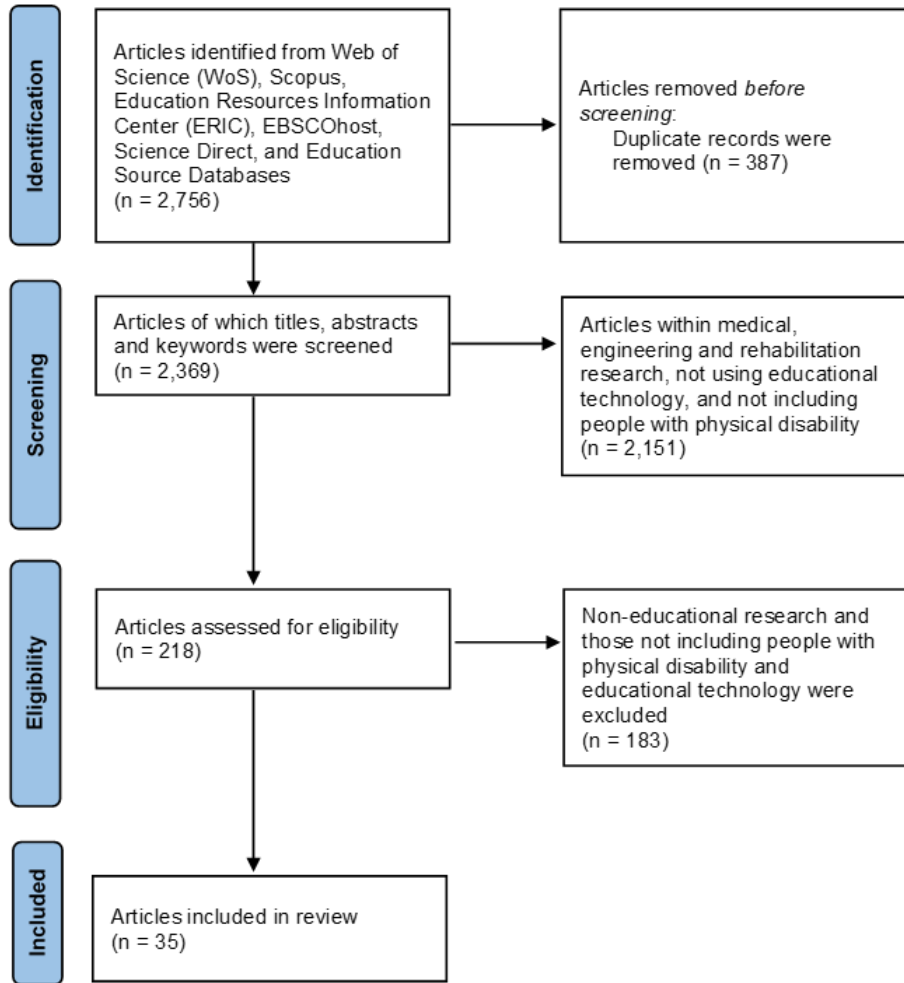 Identification
Articles identified from Web of
Science (WoS), Scopus,
Education Resources Information
Center (ERIC), EBSCOhost,
Science Direct, and Education
Source Databases
(n = 2,756)
Articles removed before
screening:
Duplicate records were
removed (n = 387)
Screening
Articles of which titles, abstracts
and keywords were screened
(n = 2,369)
Articles within medical,
engineering and rehabilitation
research, not using educational
technology, and not including
people with physical disability
(n = 2,151)
Eligibility
Articles assessed for eligibility
(n = 218)
Non-educational research and
those not including people with
physical disability and
educational technology were
excluded
(n = 183)
Included
Articles included in review
(n = 35)